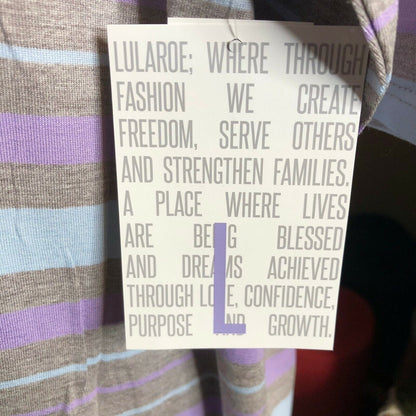 LULAROE; WHERE THROUGH
FASHION WE CREATE
FREEDOM, SERVE OTHERS
AND STRENGTHEN FAMILIES.
A PLACE WHERE LIVES
ARE BEING BLESSED
AND DREAMS ACHIEVED
THROUGH LOVE, CONFIDENCE,
PURPOSE AND GROWTH.
L